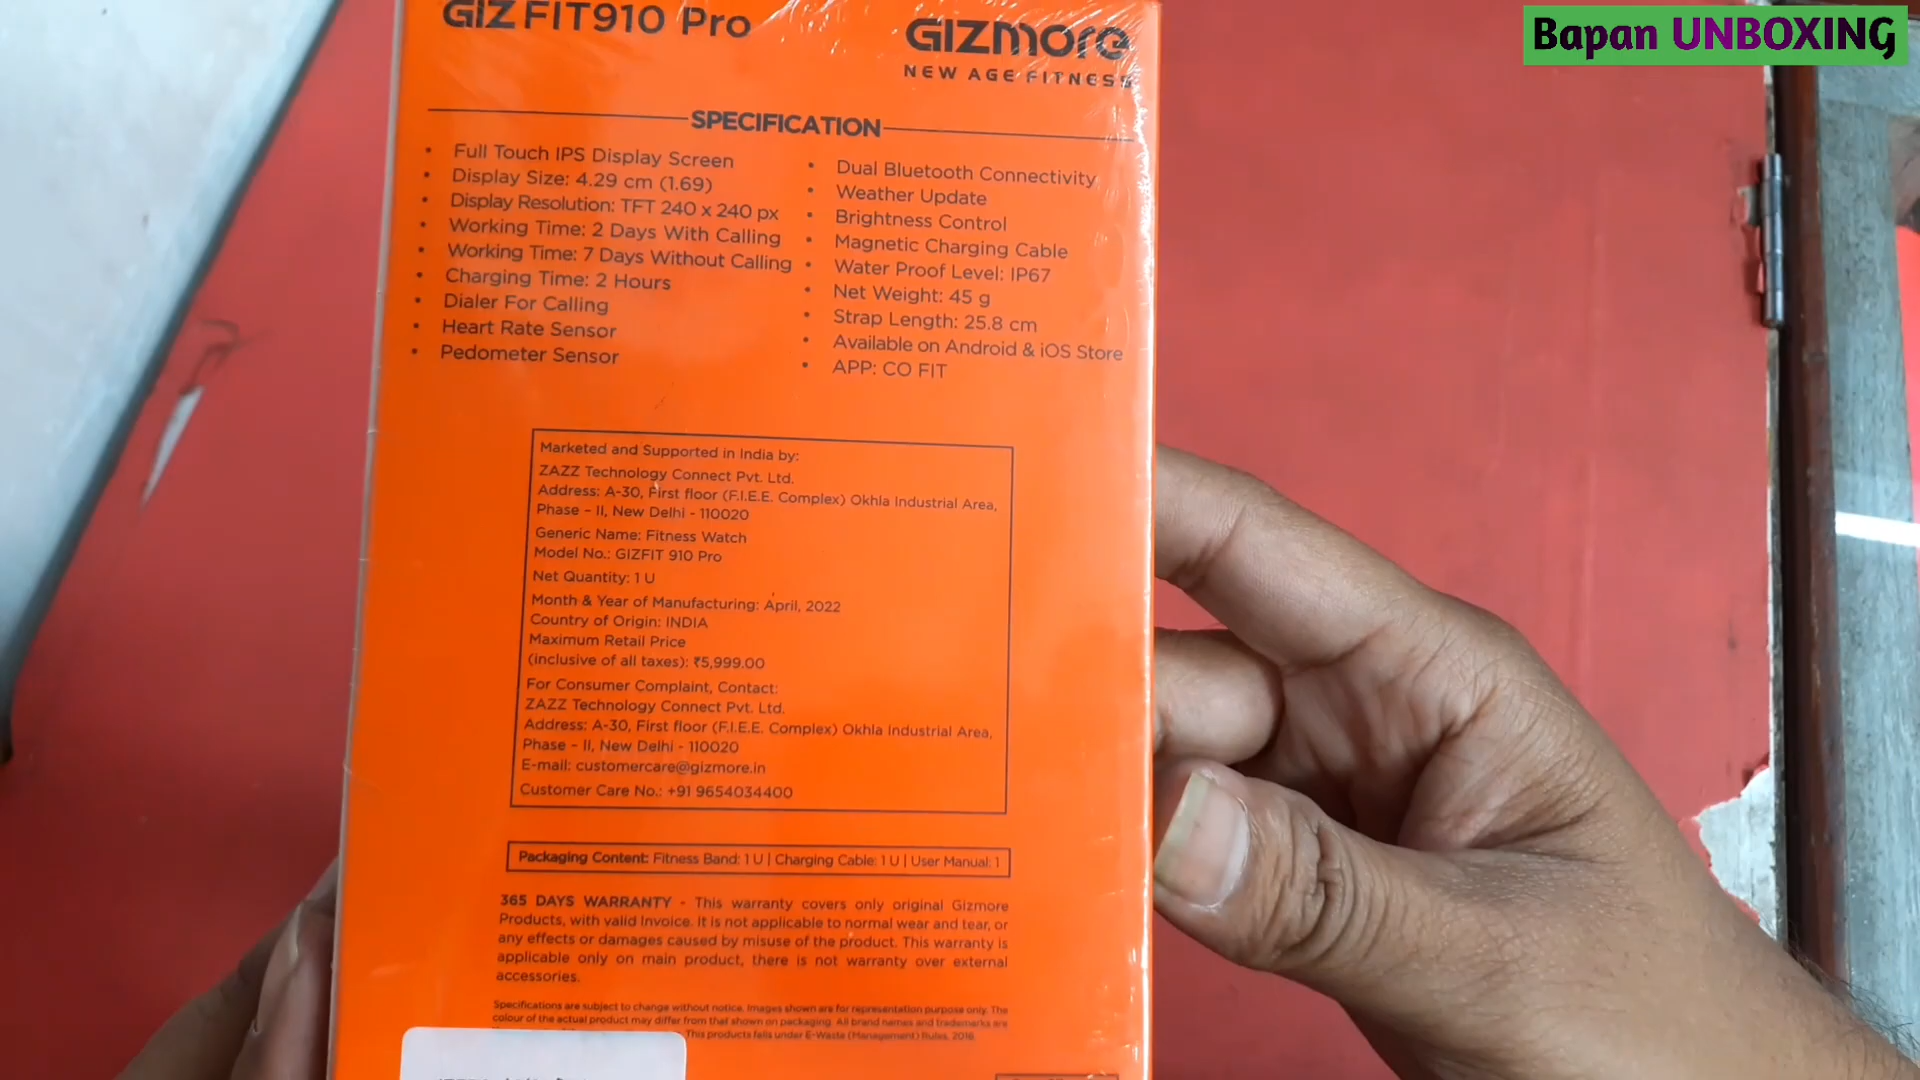 Bapan UNBOXING
GIZFIT910 Pro
GIZmore
NEW AGE FITNESS
SPECIFICATION
• Full Touch IPS Display Screen
• Display Size: 4.29 cm (1.69)
• Display Resolution: TFT 240 x 240 px
• Working Time: 2 Days With Calling
• Working Time: 7 Days Without Calling
• Charging Time: 2 Hours
• Dialer For Calling
• Heart Rate Sensor
• Pedometer Sensor
• Dual Bluetooth Connectivity
• Weather Update
• Brightness Control
• Magnetic Charging Cable
• Water Proof Level: IP67
• Net Weight: 45 g
• Strap Length: 25.8 cm
• Available on Android & iOS Store
• APP: CO FIT
Marketed and Supported in India by:
ZAZZ Technology Connect Pvt. Ltd.
Address: A-30, First floor (F.I.E.E. Complex) Okhla Industrial Area,
Phase – II, New Delhi - 110020
Generic Name: Fitness Watch
Model No.: GIZFIT 910 Pro
Net Quantity: 1 U
Month & Year of Manufacturing: April, 2022
Country of Origin: INDIA
Maximum Retail Price
(inclusive of all taxes): ₹5,999.00
For Consumer Complaint, Contact:
ZAZZ Technology Connect Pvt. Ltd.
Address: A-30, First floor (F.I.E.E. Complex) Okhla Industrial Area,
Phase – II, New Delhi - 110020
E-mail: customercare@gizmore.in
Customer Care No.: +91 9654034400
Packaging Content: Fitness Band: 1 U | Charging Cable: 1 U | User Manual: 1
365 DAYS WARRANTY - This warranty covers only original Gizmore
Products, with valid Invoice. It is not applicable to normal wear and tear, or
any effects or damages caused by misuse of the product. This warranty is
applicable only on main product, there is not warranty over external
accessories.
Specifications are subject to change without notice. Images shown are for representation purpose only. The
colour of the actual product may differ from that shown on packaging. All brand names and trademarks are
This products falls under E-Waste (Management) Rules, 2016.